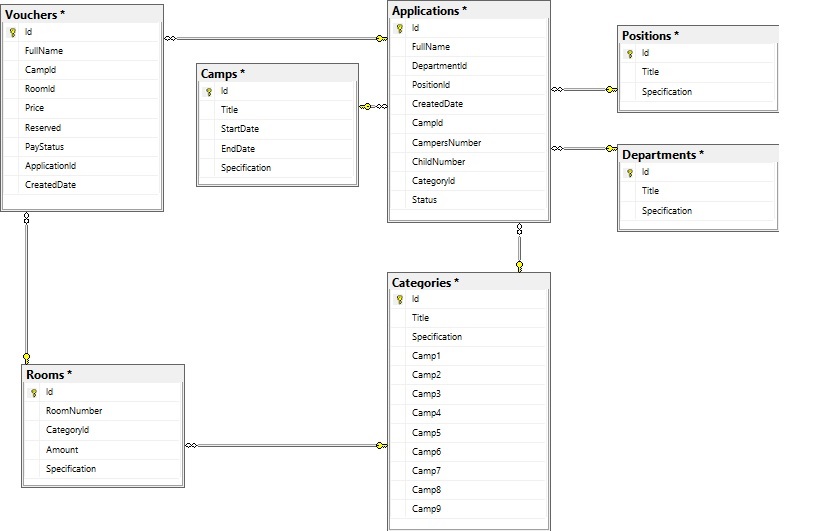 Vouchers *
Id
FullName
CampId
RoomId
Price
Reserved
PayStatus
ApplicationId
CreatedDate
Camps *
Id
Title
StartDate
EndDate
Specification
Applications *
Id
FullName
DepartmentId
PositionId
CreatedDate
CampId
CampersNumber
ChildNumber
CategoryId
Status
Positions *
Id
Title
Specification
Departments *
Id
Title
Specification
Rooms *
Id
RoomNumber
CategoryId
Amount
Specification
Categories *
Id
Title
Specification
Camp1
Camp2
Camp3
Camp4
Camp5
Camp6
Camp7
Camp8
Camp9